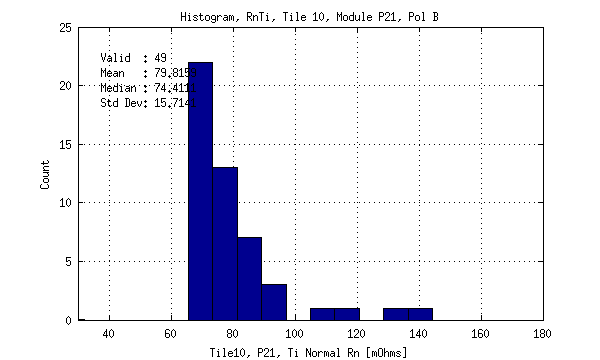 Histogram, RnTi, Tile 10, Module P21, Pol B
25
20
15
10
5
0
Count
Valid : 49
Mean : 79.815
Median : 74.411
Std Dev: 15.714
40 60 80 100 120 140 160 180
Tile10, P21, Ti Normal Rn [mOhms]